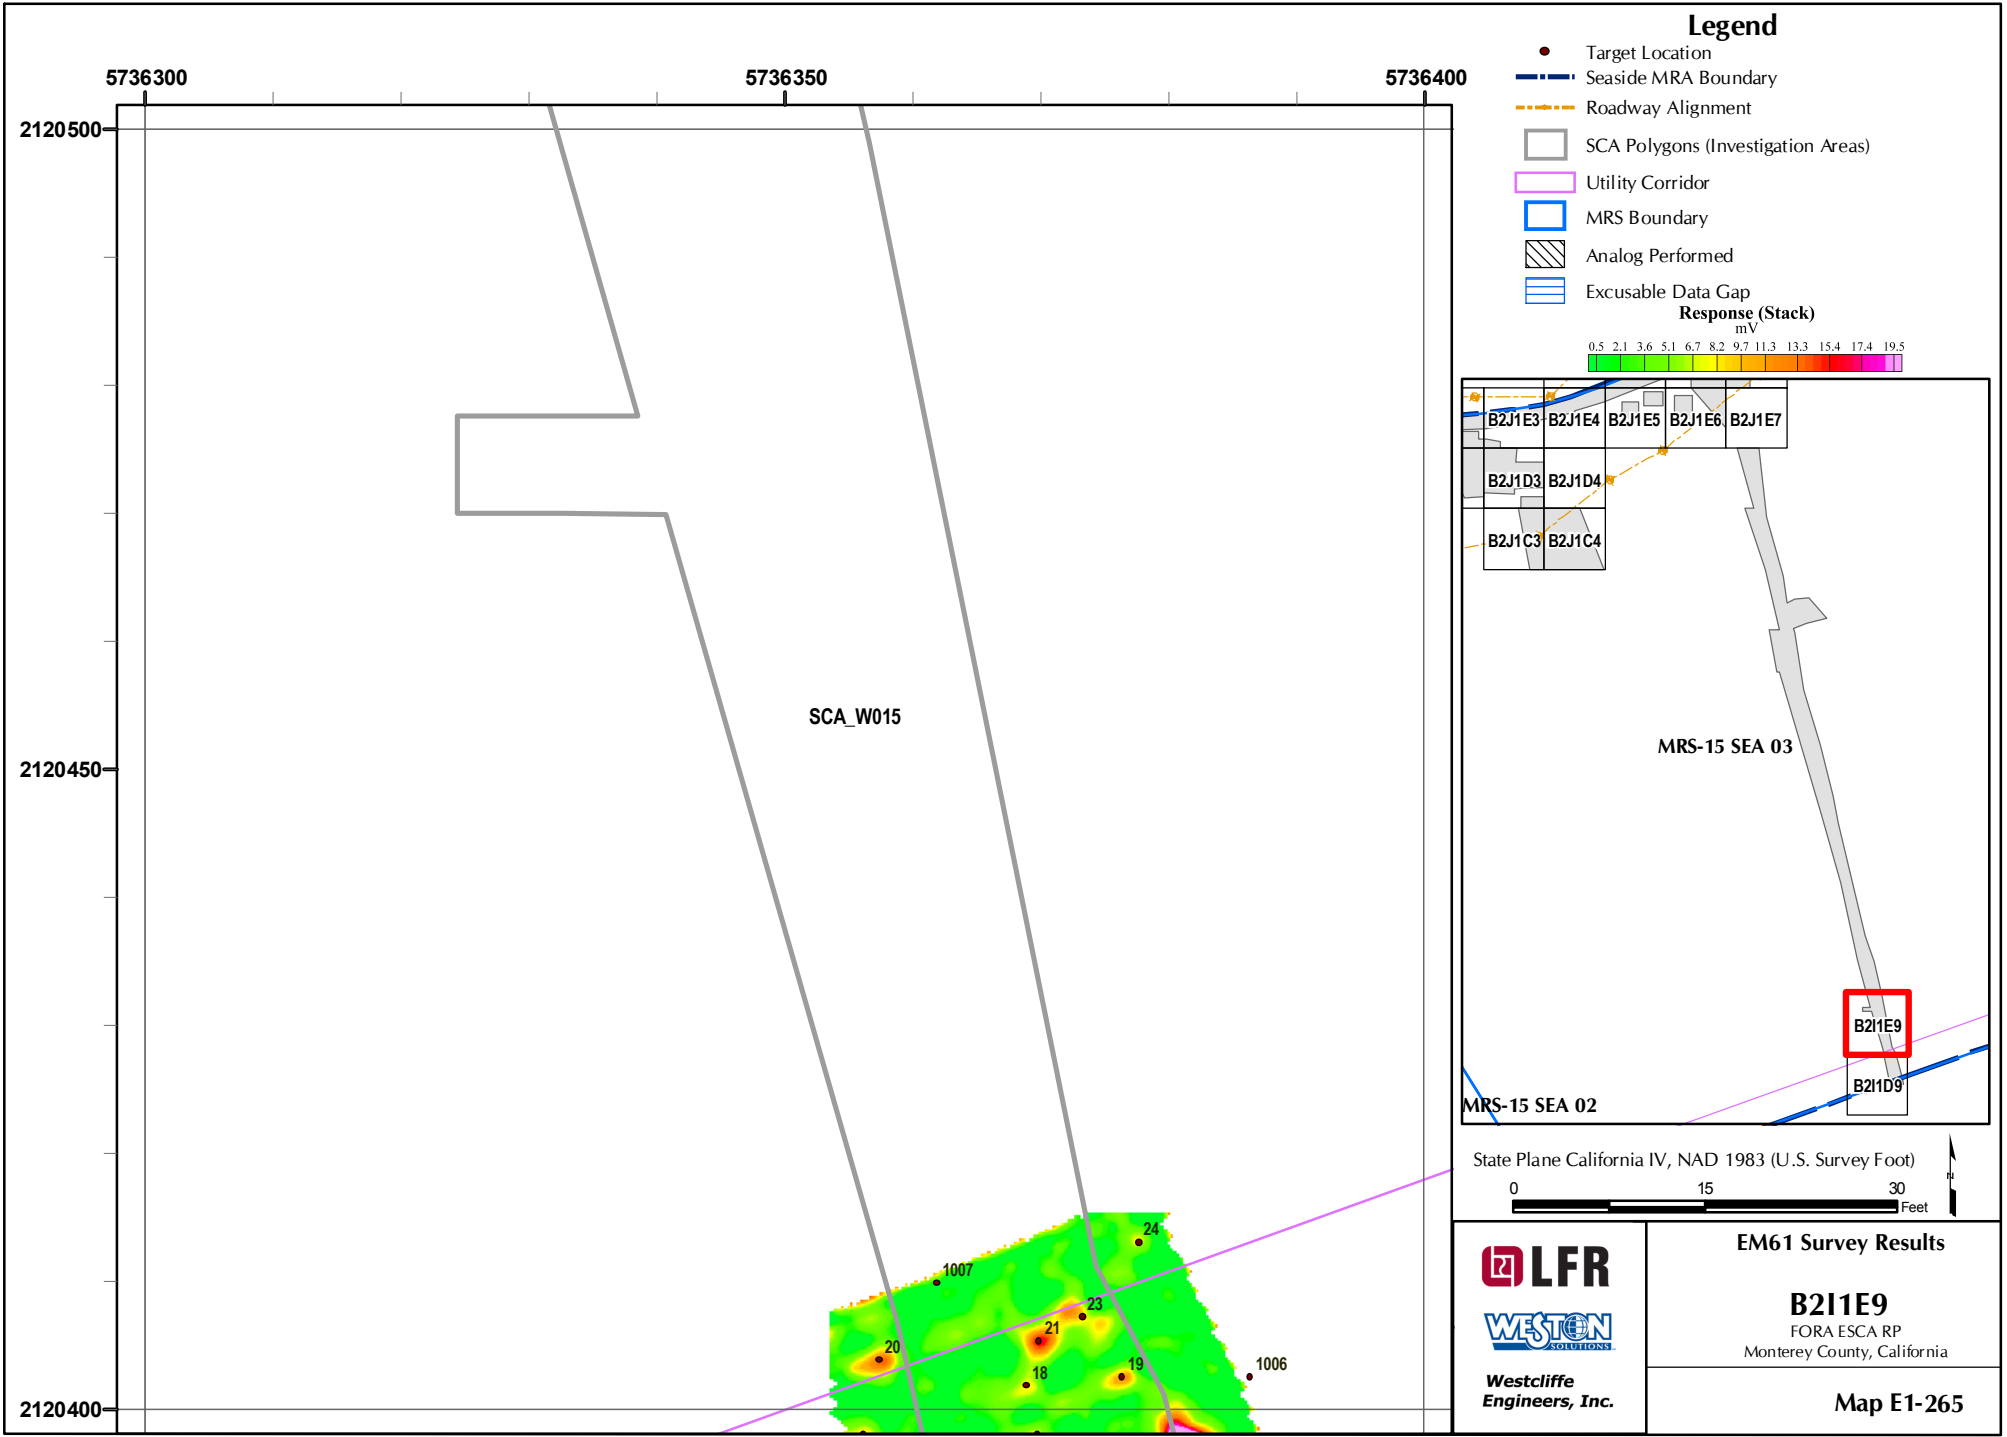 Legend
Target Location
Seaside MRA Boundary
Roadway Alignment
SCA Polygons (Investigation Areas)
Utility Corridor
MRS Boundary
Analog Performed
Excusable Data Gap
Response (Stack)
mV
0.5 2.1 3.6 5.1 6.7 8.2 9.7 11.3 13.3 15.4 17.4 19.5
5736300 5736350 5736400
2120500
2120450
2120400
SCA_W015
24
1007
23
21
20
18
19
1006
B2J1E3 B2J1E4 B2J1E5 B2J1E6 B2J1E7
B2J1D3 B2J1D4
B2J1C3 B2J1C4
MRS-15 SEA 03
B2I1E9
B2I1D9
MRS-15 SEA 02
State Plane California IV, NAD 1983 (U.S. Survey Foot)
N
0 15 30
Feet
LFR
WESTON
SOLUTIONS
Westcliffe
Engineers, Inc.
EM61 Survey Results
B2I1E9
FORA ESCA RP
Monterey County, California
Map E1-265